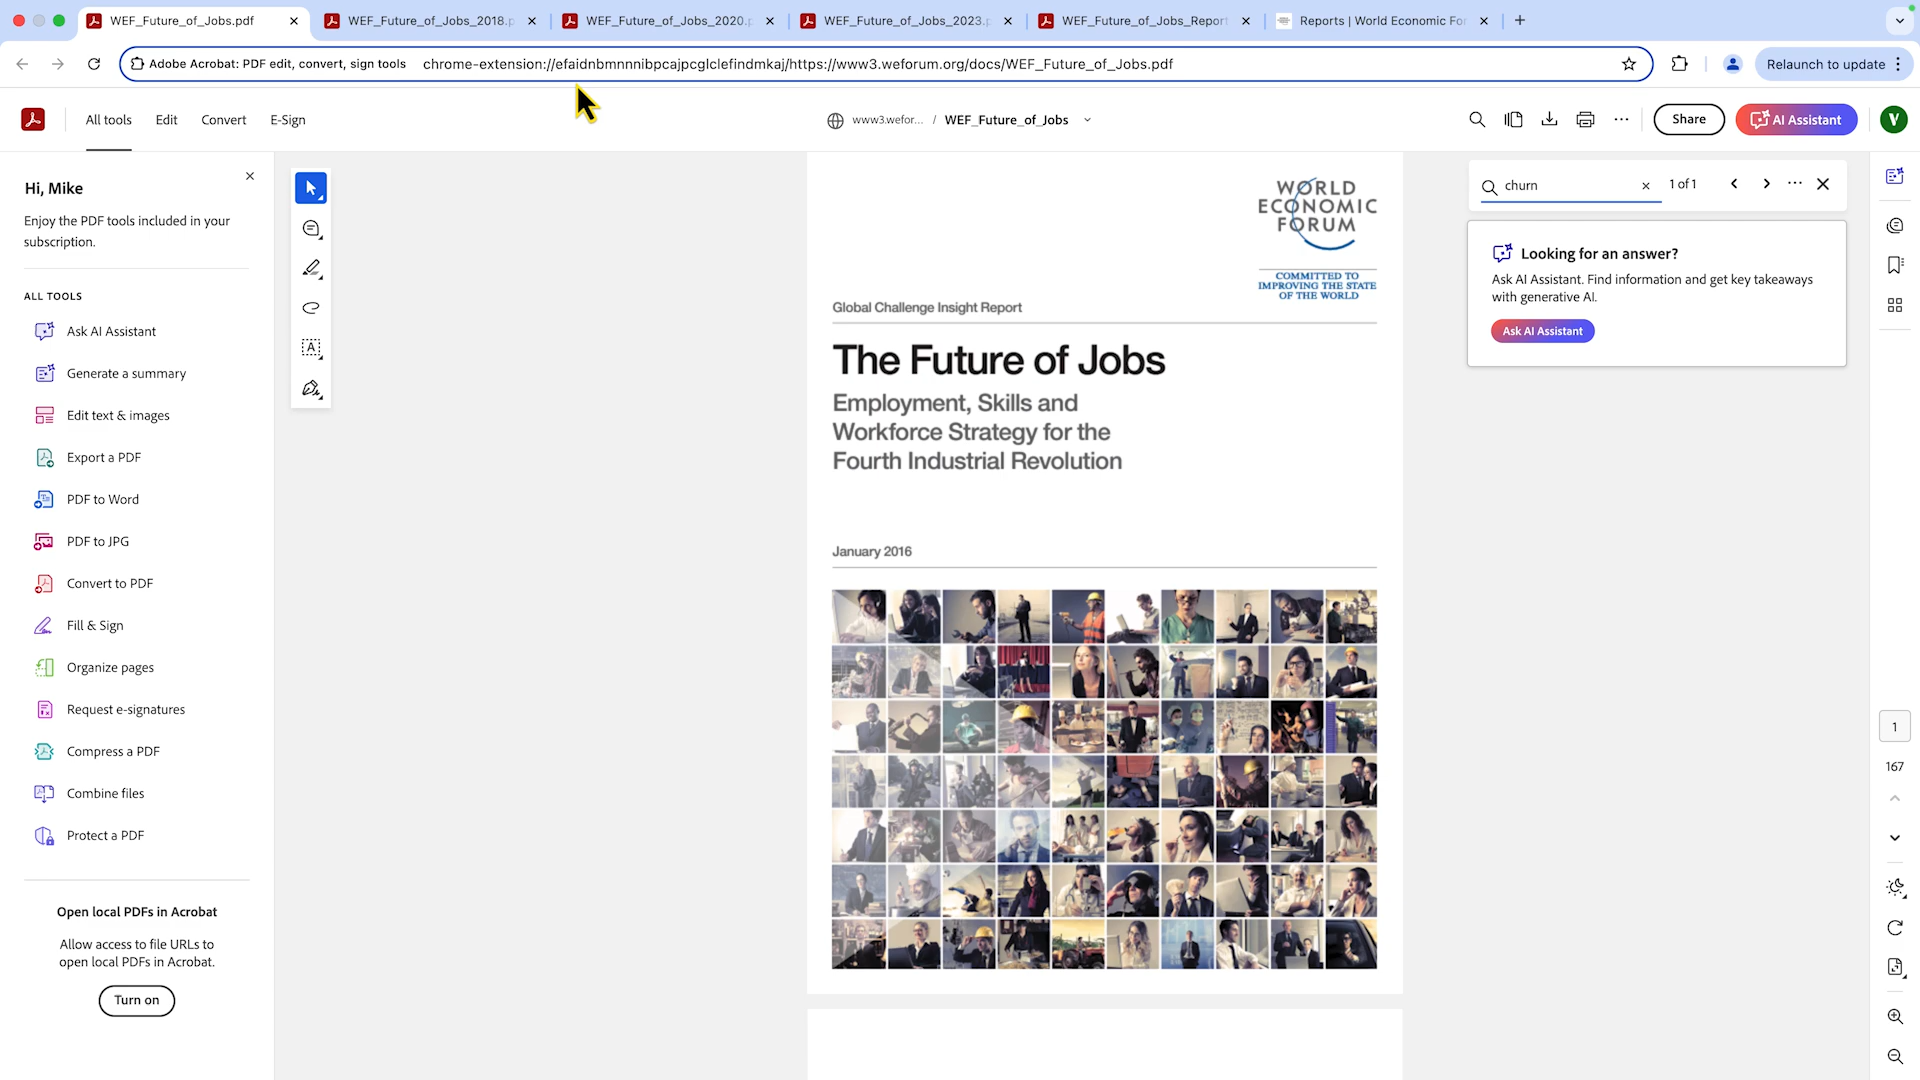 WEF_Future_of_Jobs.pdf
WEF_Future_of_Jobs_2018.p
WEF_Future_of_Jobs_2020.
WEF_Future_of_Jobs_2023.
WEF_Future_of_Jobs_Report
Reports | World Economic For
Adobe Acrobat: PDF edit, convert, sign tools
chrome-extension://efaidnbmnnnibpcajpcglclefindmkaj/https://www3.weforum.org/docs/WEF_Future_of_Jobs.pdf
Relaunch to update
All tools
Edit
Convert
E-Sign
www3.wefor... / WEF_Future_of_Jobs
Share
AI Assistant
V
Hi, Mike
Enjoy the PDF tools included in your
subscription.
ALL TOOLS
Ask AI Assistant
Generate a summary
Edit text & images
Export a PDF
PDF to Word
PDF to JPG
Convert to PDF
Fill & Sign
Organize pages
Request e-signatures
Compress a PDF
Combine files
Protect a PDF
Open local PDFs in Acrobat
Allow access to file URLs to
open local PDFs in Acrobat.
Turn on
A
WORLD
ECONOMIC
FORUM
COMMITTED TO
IMPROVING THE STATE
OF THE WORLD
Global Challenge Insight Report
The Future of Jobs
Employment, Skills and
Workforce Strategy for the
Fourth Industrial Revolution
January 2016
churn
1 of 1
Looking for an answer?
Ask AI Assistant. Find information and get key takeaways
with generative AI.
Ask AI Assistant
1
167